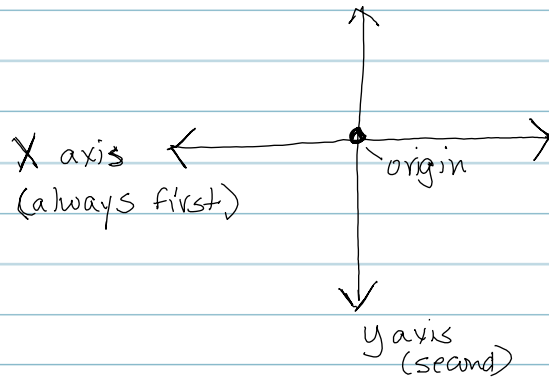 X axis
(always first)
origin
y axis
(second)